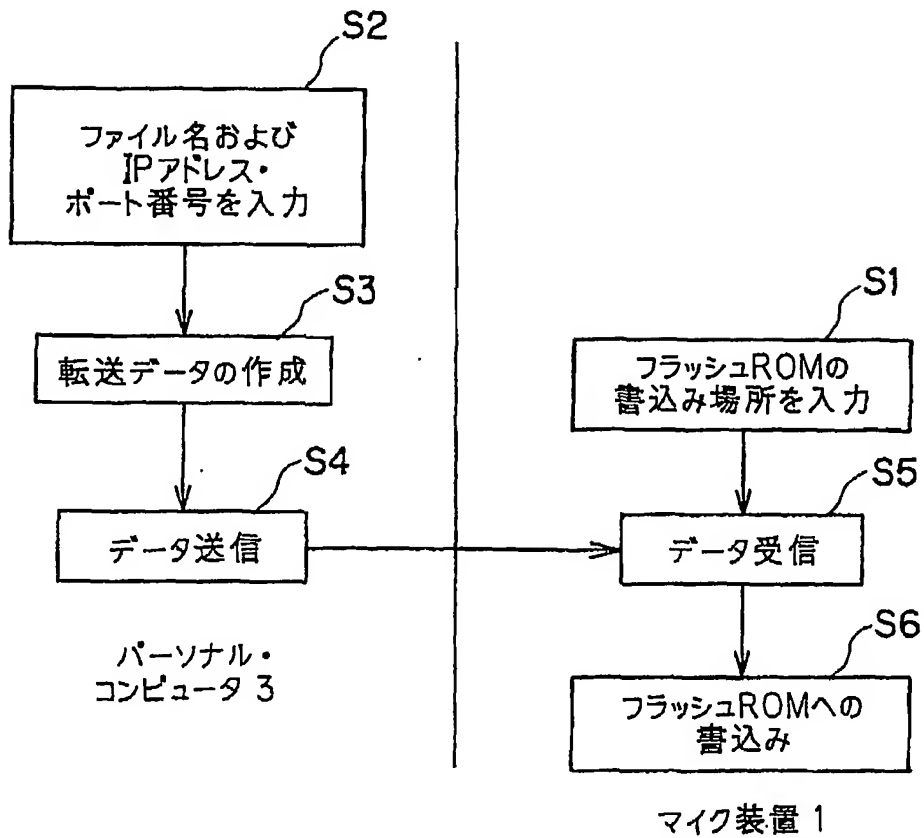 S2
ファイル名および
IPアドレス・
ポート番号を入力
S3
転送データの作成
S4
データ送信
パーソナル・
コンピュータ 3
S1
フラッシュROMの
書込み場所を入力
S5
データ受信
S6
フラッシュROMへの
書込み
マイク装置 1